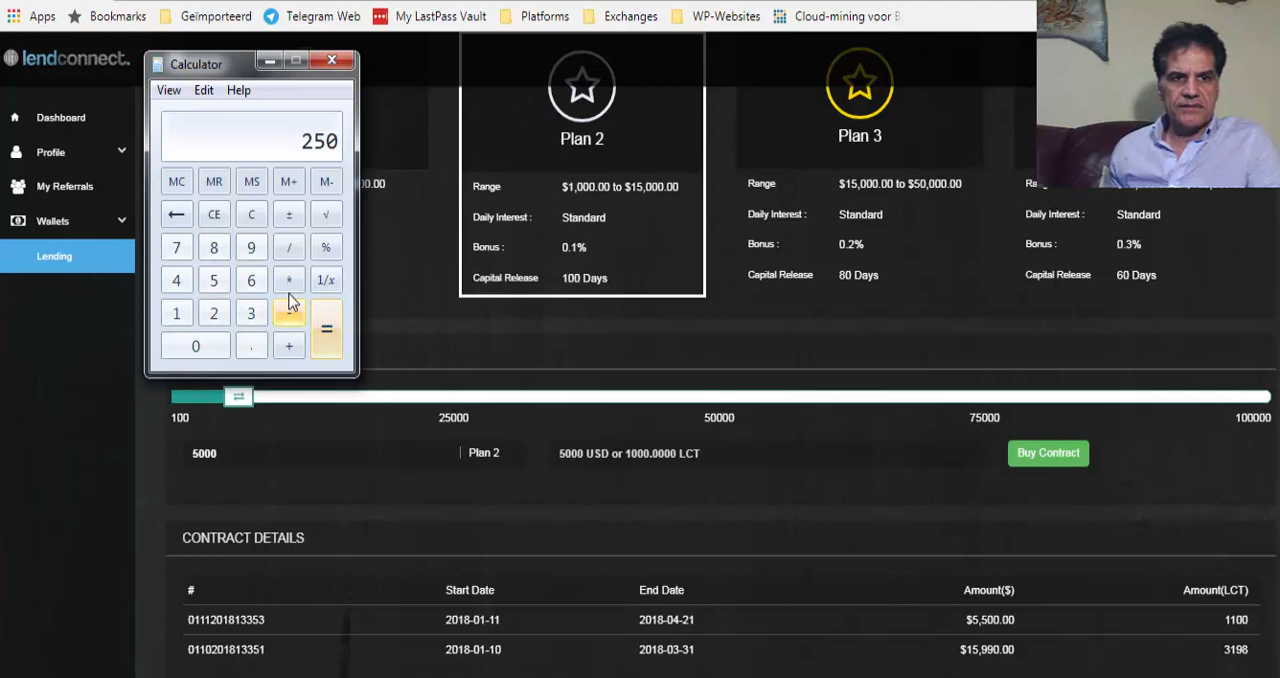 Apps Bookmarks Geïmporteerd Telegram Web My LastPass Vault Platforms Exchanges WP-Websites Cloud-mining voor
lendconnect.
Dashboard
Profile
My Referrals
Wallets
Lending
Calculator
View Edit Help
250
MC MR MS M+ M-
← CE C ± √
7 8 9 / %
4 5 6 * 1/x
1 2 3 - =
0 . +
00.00
Plan 2
Range $1,000.00 to $15,000.00
Daily Interest : Standard
Bonus : 0.1%
Capital Release 100 Days
Plan 3
Range $15,000.00 to $50,000.00
Daily Interest : Standard
Bonus : 0.2%
Capital Release 80 Days
Daily Interest : Standard
Bonus : 0.3%
Capital Release 60 Days
100 25000 50000 75000 100000
5000 Plan 2 5000 USD or 1000.0000 LCT Buy Contract
CONTRACT DETAILS
# Start Date End Date Amount($) Amount(LCT)
0111201813353 2018-01-11 2018-04-21 $5,500.00 1100
0110201813351 2018-01-10 2018-03-31 $15,990.00 3198